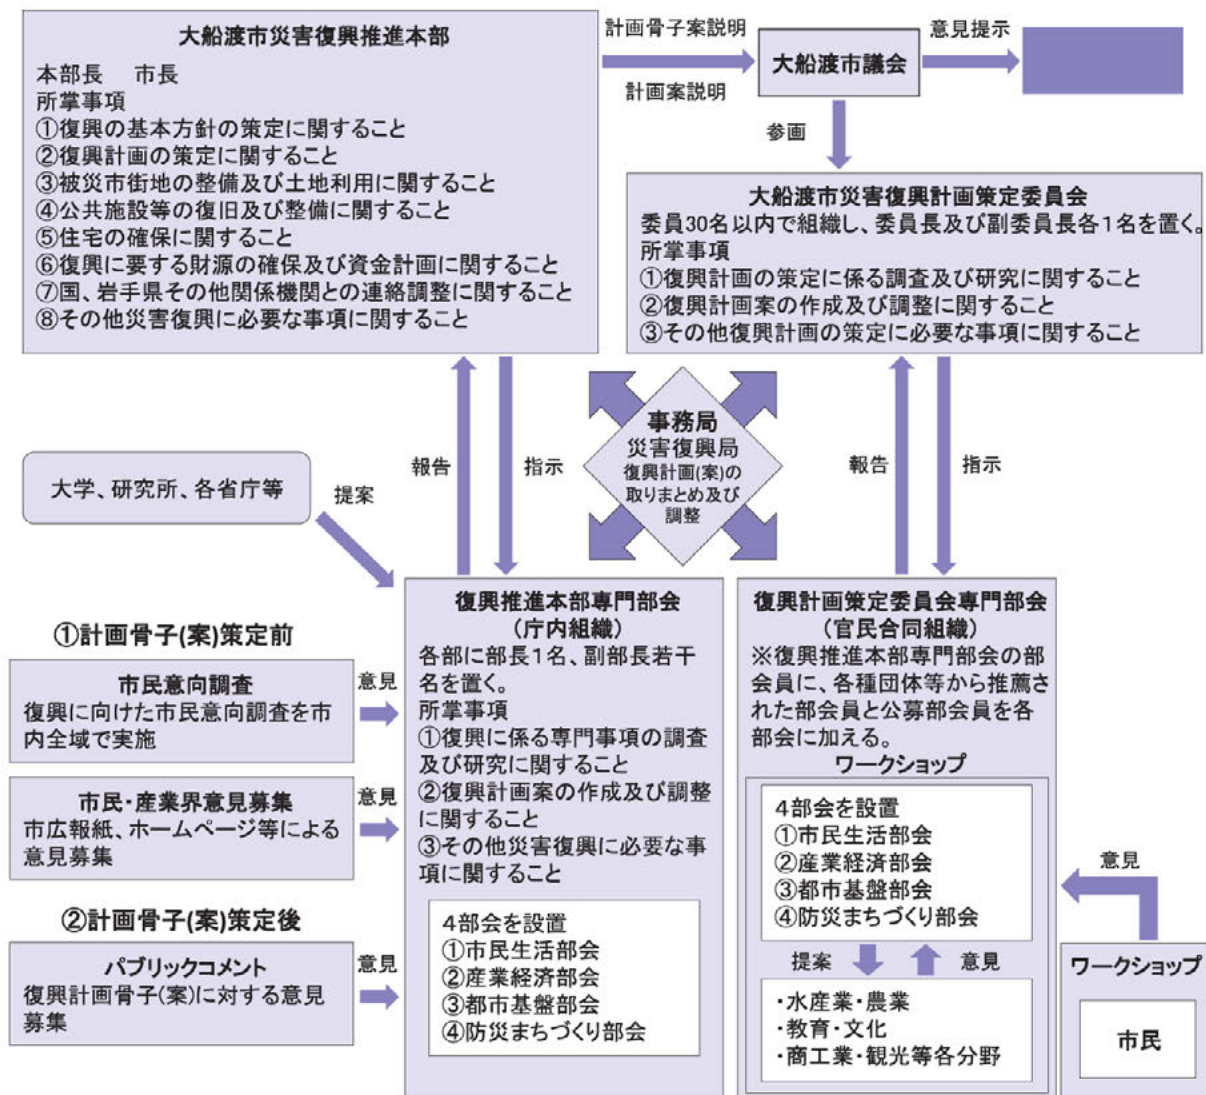 大船渡市災害復興推進本部
本部長　市長
所掌事項
①復興の基本方針の策定に関すること
②復興計画の策定に関すること
③被災市街地の整備及び土地利用に関すること
④公共施設等の復旧及び整備に関すること
⑤住宅の確保に関すること
⑥復興に要する財源の確保及び資金計画に関すること
⑦国、岩手県その他関係機関との連絡調整に関すること
⑧その他災害復興に必要な事項に関すること
計画骨子案説明
計画案説明
大船渡市議会
意見提示
参画
大船渡市災害復興計画策定委員会
委員30名以内で組織し、委員長及び副委員長各1名を置く。
所掌事項
①復興計画の策定に係る調査及び研究に関すること
②復興計画案の作成及び調整に関すること
③その他復興計画の策定に必要な事項に関すること
報告
指示
事務局
災害復興局
復興計画(案)の
取りまとめ及び
調整
報告
指示
大学、研究所、各省庁等
提案
①計画骨子(案)策定前
市民意向調査
復興に向けた市民意向調査を市
内全域で実施
意見
市民・産業界意見募集
市広報紙、ホームページ等による
意見募集
意見
②計画骨子(案)策定後
パブリックコメント
復興計画骨子(案)に対する意見
募集
意見
復興推進本部専門部会
(庁内組織)
各部に部長1名、副部長若干
名を置く。
所掌事項
①復興に係る専門事項の調査
及び研究に関すること
②復興計画案の作成及び調整
に関すること
③その他災害復興に必要な事
項に関すること
4部会を設置
①市民生活部会
②産業経済部会
③都市基盤部会
④防災まちづくり部会
復興計画策定委員会専門部会
(官民合同組織)
※復興推進本部専門部会の部
会員に、各種団体等から推薦さ
れた部会員と公募部会員を各
部会に加える。
ワークショップ
4部会を設置
①市民生活部会
②産業経済部会
③都市基盤部会
④防災まちづくり部会
提案
意見
・水産業・農業
・教育・文化
・商工業・観光等各分野
意見
ワークショップ
市民